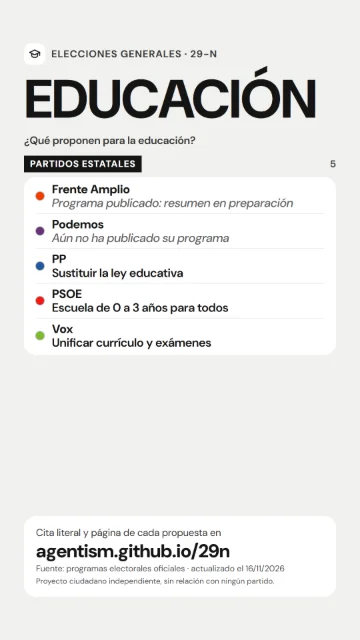 ELECCIONES GENERALES · 29-N
EDUCACIÓN
¿Qué proponen para la educación?
PARTIDOS ESTATALES 5
Frente Amplio
Programa publicado: resumen en preparación
Podemos
Aún no ha publicado su programa
PP
Sustituir la ley educativa
PSOE
Escuela de 0 a 3 años para todos
Vox
Unificar currículo y exámenes
Cita literal y página de cada propuesta en
agentism.github.io/29n
Fuente: programas electorales oficiales · actualizado el 16/11/2026
Proyecto ciudadano independiente, sin relación con ningún partido.